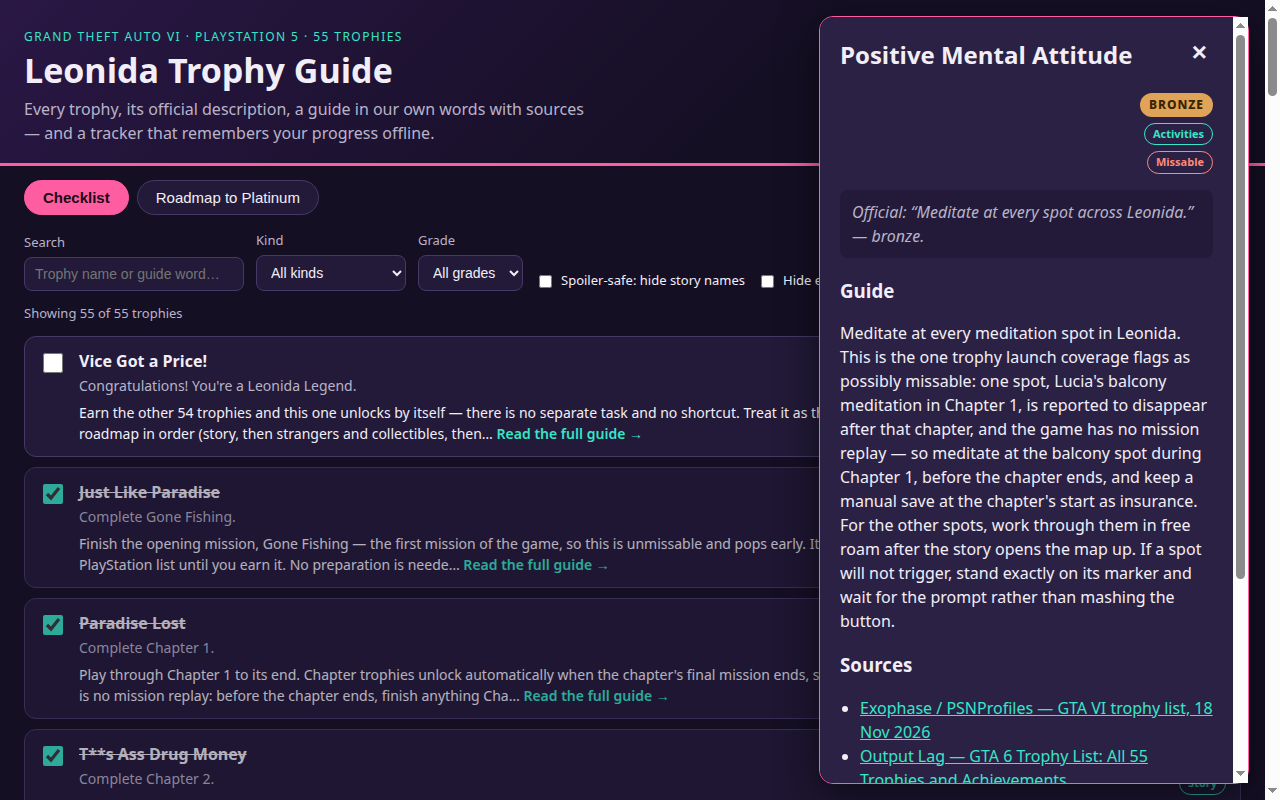 GRAND THEFT AUTO VI · PLAYSTATION 5 · 55 TROPHIES
Leonida Trophy Guide
Every trophy, its official description, a guide in our own words with sources
— and a tracker that remembers your progress offline.
Checklist
Roadmap to Platinum
Search
Kind
Grade
Trophy name or guide word…
All kinds
All grades
Spoiler-safe: hide story names
Hide
Showing 55 of 55 trophies
Vice Got a Price!
Congratulations! You're a Leonida Legend.
Earn the other 54 trophies and this one unlocks by itself — there is no separate task and no shortcut. Treat it as
roadmap in order (story, then strangers and collectibles, then… Read the full guide →
Just Like Paradise
Complete Gone Fishing.
Finish the opening mission, Gone Fishing — the first mission of the game, so this is unmissable and pops early. It
PlayStation list until you earn it. No preparation is neede… Read the full guide →
Paradise Lost
Complete Chapter 1.
Play through Chapter 1 to its end. Chapter trophies unlock automatically when the chapter's final mission ends,
is no mission replay: before the chapter ends, finish anything Cha… Read the full guide →
T**s Ass Drug Money
Complete Chapter 2.
Story
Positive Mental Attitude
×
BRONZE
Activities
Missable
Official: “Meditate at every spot across Leonida.”
— bronze.
Guide
Meditate at every meditation spot in Leonida.
This is the one trophy launch coverage flags as
possibly missable: one spot, Lucia's balcony
meditation in Chapter 1, is reported to disappear
after that chapter, and the game has no mission
replay — so meditate at the balcony spot during
Chapter 1, before the chapter ends, and keep a
manual save at the chapter's start as insurance.
For the other spots, work through them in free
roam after the story opens the map up. If a spot
will not trigger, stand exactly on its marker and
wait for the prompt rather than mashing the
button.
Sources
Exophase / PSNProfiles — GTA VI trophy list, 18
Nov 2026
Output Lag — GTA 6 Trophy List: All 55
Trophies and Achievements